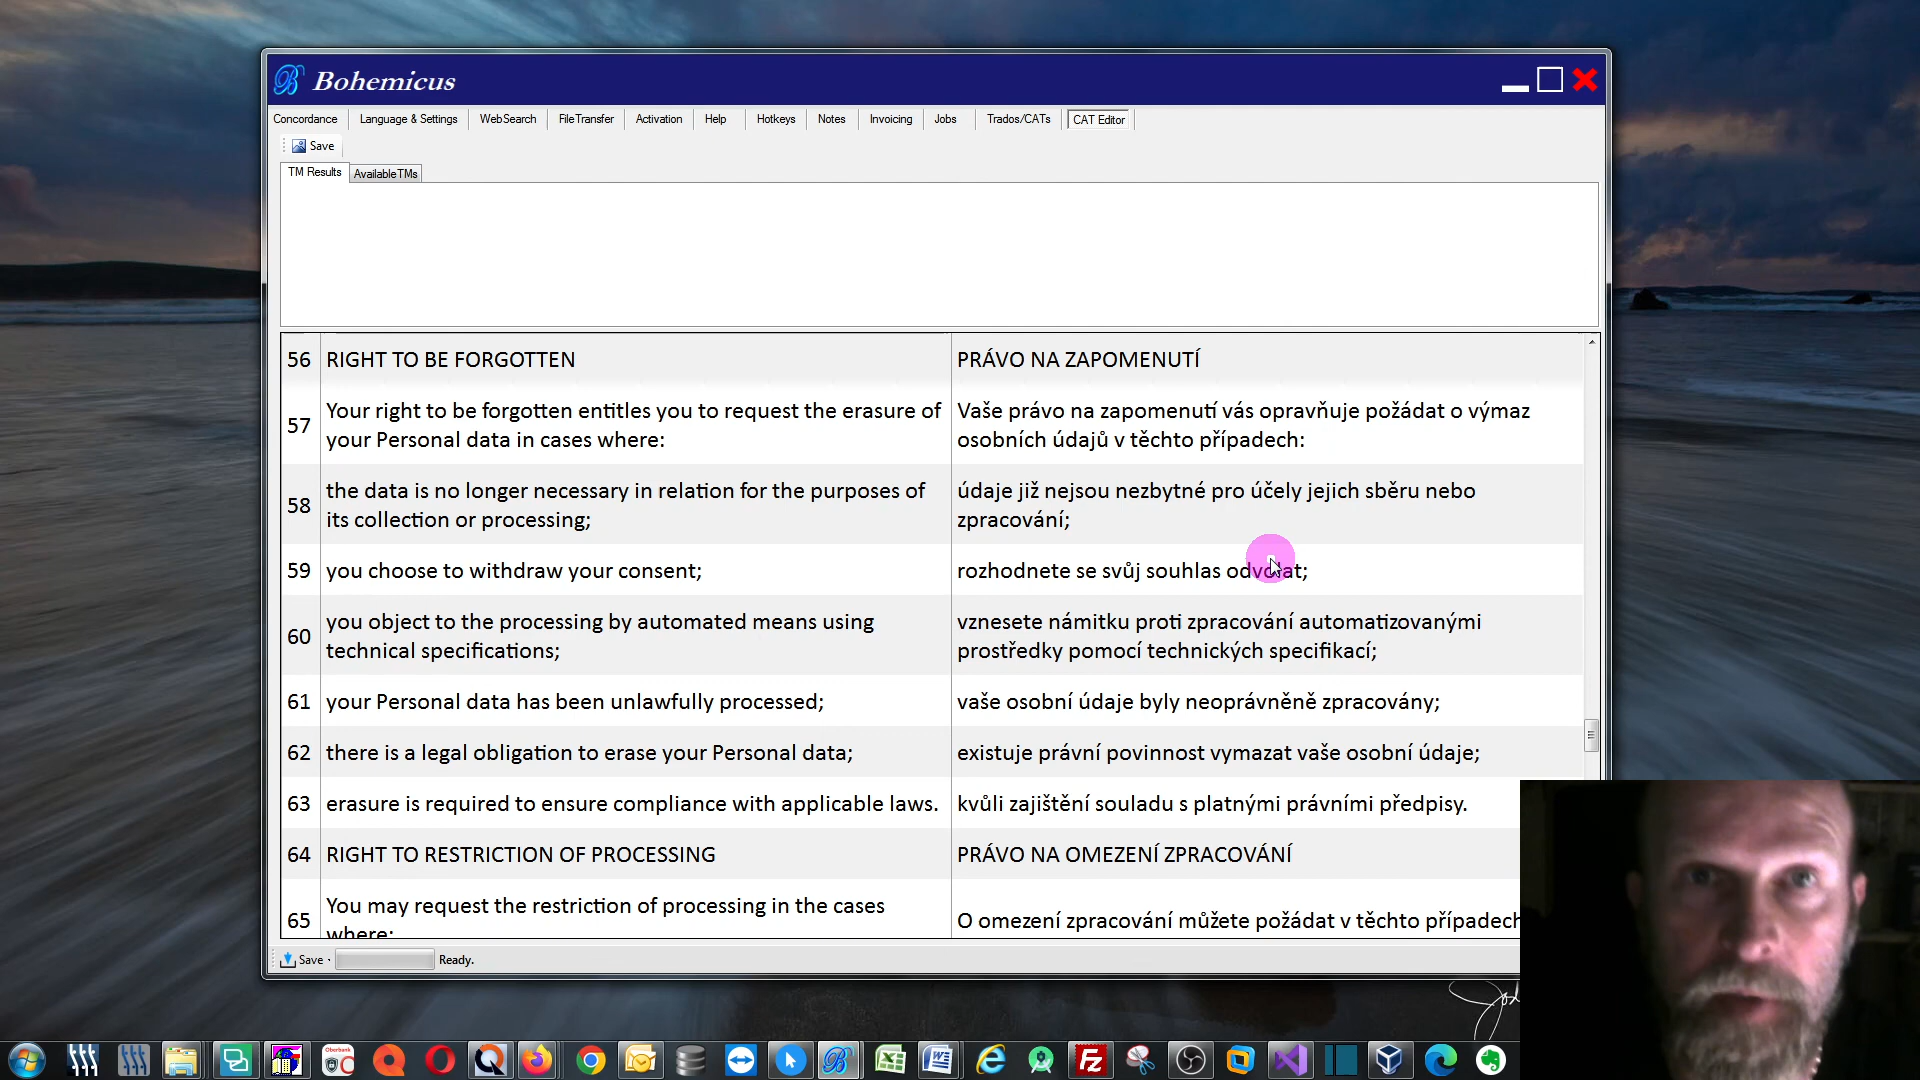 Bohemicus
Concordance Language & Settings WebSearch FileTransfer Activation Help Hotkeys Notes Invoicing Jobs Trados/CATs CAT Editor
Save
TM Results AvailableTMs
56 RIGHT TO BE FORGOTTEN PRÁVO NA ZAPOMENUTÍ
57 Your right to be forgotten entitles you to request the erasure of
your Personal data in cases where:
Vaše právo na zapomenutí vás opravňuje požádat o výmaz
osobních údajů v těchto případech:
58 the data is no longer necessary in relation for the purposes of
its collection or processing;
údaje již nejsou nezbytné pro účely jejich sběru nebo
zpracování;
59 you choose to withdraw your consent; rozhodnete se svůj souhlas odvolat;
60 you object to the processing by automated means using
technical specifications;
vznesete námitku proti zpracování automatizovanými
prostředky pomocí technických specifikací;
61 your Personal data has been unlawfully processed; vaše osobní údaje byly neoprávněně zpracovány;
62 there is a legal obligation to erase your Personal data; existuje právní povinnost vymazat vaše osobní údaje;
63 erasure is required to ensure compliance with applicable laws. kvůli zajištění souladu s platnými právními předpisy.
64 RIGHT TO RESTRICTION OF PROCESSING PRÁVO NA OMEZENÍ ZPRACOVÁNÍ
65 You may request the restriction of processing in the cases
where:
O omezení zpracování můžete požádat v těchto případech
Save Ready.